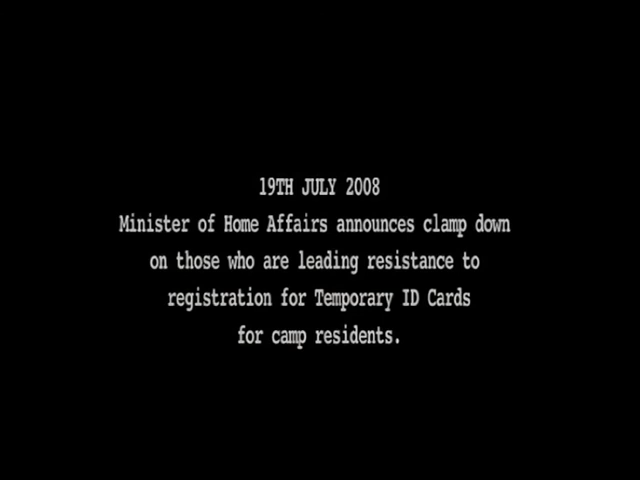 19TH JULY 2008
Minister of Home Affairs announces clamp down
on those who are leading resistance to
registration for Temporary ID Cards
for camp residents.